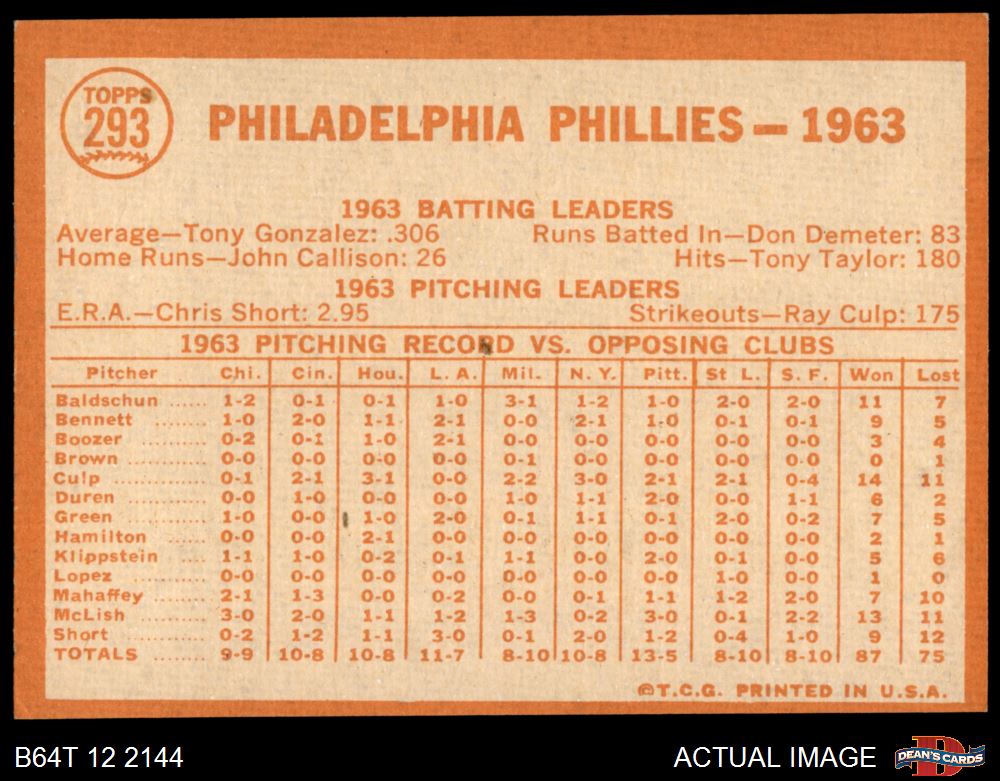 TOPPS
293
PHILADELPHIA PHILLIES — 1963
1963 BATTING LEADERS
Average—Tony Gonzalez: .306 Runs Batted In—Don Demeter: 83
Home Runs—John Callison: 26 Hits—Tony Taylor: 180
1963 PITCHING LEADERS
E.R.A.—Chris Short: 2.95 Strikeouts—Ray Culp: 175
1963 PITCHING RECORD VS. OPPOSING CLUBS
Pitcher Chi. Cin. Hou. L. A. Mil. N. Y. Pitt. St L. S. F. Won Lost
Baldschun ...... 1-2 0-1 0-1 1-0 3-1 1-2 1-0 2-0 2-0 11 7
Bennett ........ 1-0 2-0 1-1 2-1 0-0 2-1 1-0 0-1 0-1 9 5
Boozer ........ 0-2 0-1 1-0 2-1 0-0 0-0 0-0 0-0 0-0 3 4
Brown ......... 0-0 0-0 0-0 0-0 0-1 0-0 0-0 0-0 0-0 0 1
Culp ............ 0-1 2-1 3-1 0-0 2-2 3-0 2-1 2-1 0-4 14 11
Duren .......... 0-0 1-0 0-0 0-0 1-0 1-1 2-0 0-0 1-1 6 2
Green .......... 1-0 0-0 1-0 2-0 0-1 1-1 0-1 2-0 0-2 7 5
Hamilton ....... 0-0 0-0 2-1 0-0 0-0 0-0 0-0 0-0 0-0 2 1
Klippstein ..... 1-1 1-0 0-2 0-1 1-1 0-0 2-0 0-1 0-0 5 6
Lopez .......... 0-0 0-0 0-0 0-0 0-0 0-0 0-0 1-0 0-0 1 0
Mahaffey ...... 2-1 1-3 0-0 0-2 0-0 0-1 1-1 1-2 2-0 7 10
McLish ......... 3-0 2-0 1-1 1-2 1-3 0-2 3-0 0-1 2-2 13 11
Short ........... 0-2 1-2 1-1 3-0 0-1 2-0 1-2 0-4 1-0 9 12
TOTALS ........ 9-9 10-8 10-8 11-7 8-10 10-8 13-5 8-10 8-10 87 75
©T.C.G. PRINTED IN U.S.A.
B64T 12 2144 ACTUAL IMAGE DEAN'S CARDS